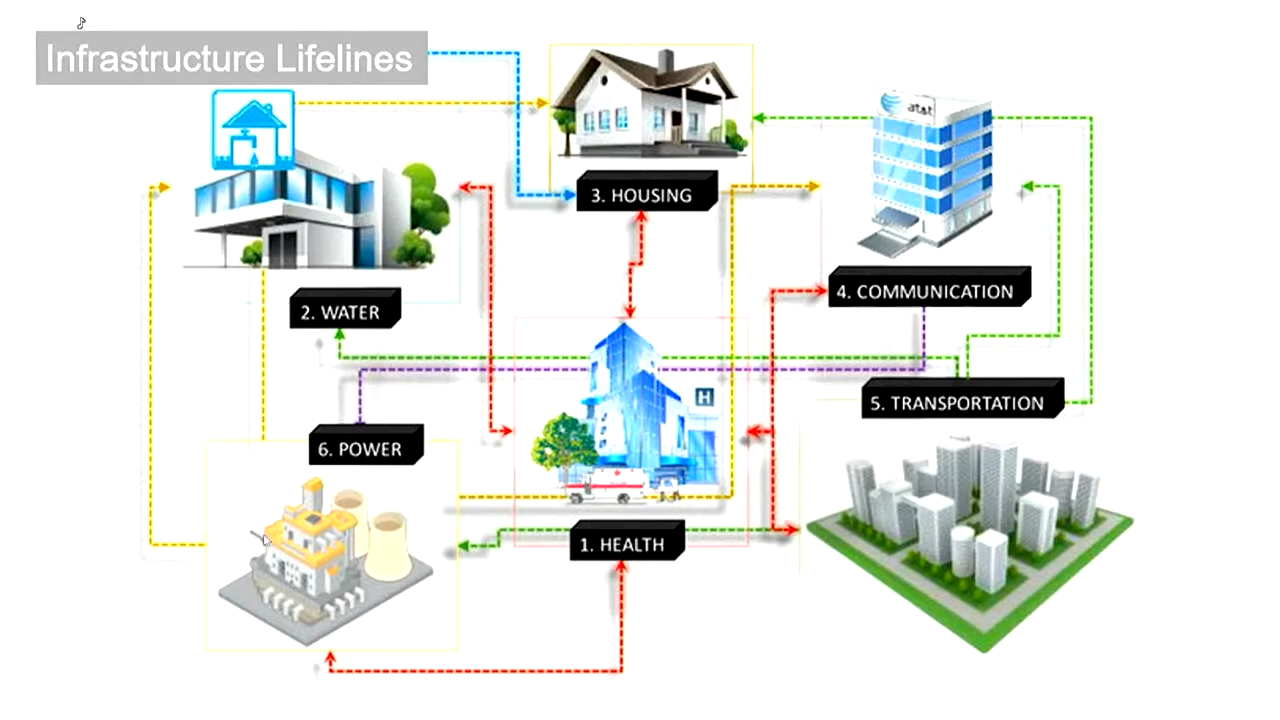 Infrastructure Lifelines
at&t
3. HOUSING
4. COMMUNICATION
2. WATER
H
5. TRANSPORTATION
6. POWER
1. HEALTH